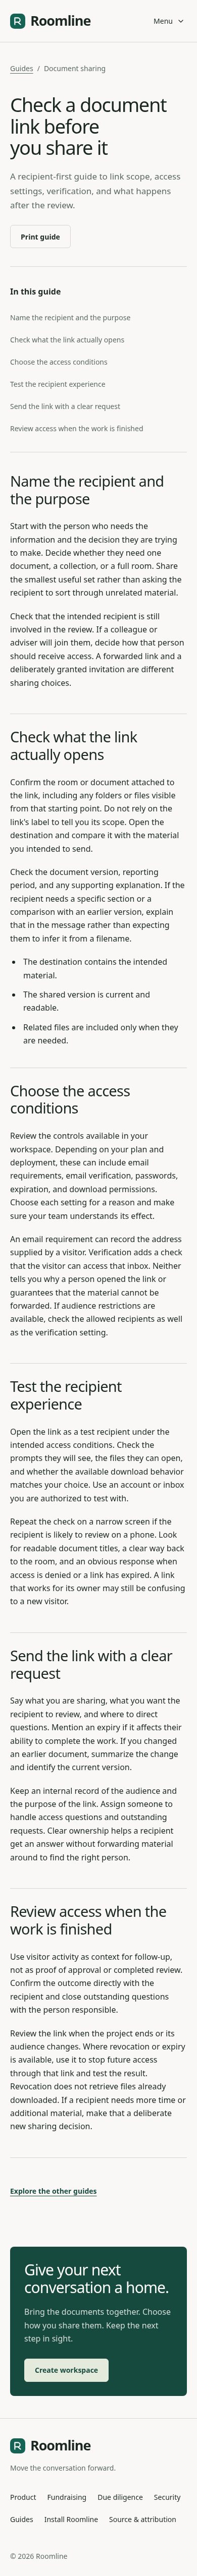 Roomline
Menu
Guides / Document sharing
Check a document
link before
you share it
A recipient-first guide to link scope, access
settings, verification, and what happens
after the review.
Print guide
In this guide
Name the recipient and the purpose
Check what the link actually opens
Choose the access conditions
Test the recipient experience
Send the link with a clear request
Review access when the work is finished
Name the recipient and
the purpose
Start with the person who needs the
information and the decision they are trying
to make. Decide whether they need one
document, a collection, or a full room. Share
the smallest useful set rather than asking the
recipient to sort through unrelated material.
Check that the intended recipient is still
involved in the review. If a colleague or
adviser will join them, decide how that person
should receive access. A forwarded link and a
deliberately granted invitation are different
sharing choices.
Check what the link
actually opens
Confirm the room or document attached to
the link, including any folders or files visible
from that starting point. Do not rely on the
link's label to tell you its scope. Open the
destination and compare it with the material
you intended to send.
Check the document version, reporting
period, and any supporting explanation. If the
recipient needs a specific section or a
comparison with an earlier version, explain
that in the message rather than expecting
them to infer it from a filename.
• The destination contains the intended
material.
• The shared version is current and
readable.
• Related files are included only when they
are needed.
Choose the access
conditions
Review the controls available in your
workspace. Depending on your plan and
deployment, these can include email
requirements, email verification, passwords,
expiration, and download permissions.
Choose each setting for a reason and make
sure your team understands its effect.
An email requirement can record the address
supplied by a visitor. Verification adds a check
that the visitor can access that inbox. Neither
tells you why a person opened the link or
guarantees that the material cannot be
forwarded. If audience restrictions are
available, check the allowed recipients as well
as the verification setting.
Test the recipient
experience
Open the link as a test recipient under the
intended access conditions. Check the
prompts they will see, the files they can open,
and whether the available download behavior
matches your choice. Use an account or inbox
you are authorized to test with.
Repeat the check on a narrow screen if the
recipient is likely to review on a phone. Look
for readable document titles, a clear way back
to the room, and an obvious response when
access is denied or a link has expired. A link
that works for its owner may still be confusing
to a new visitor.
Send the link with a clear
request
Say what you are sharing, what you want the
recipient to review, and where to direct
questions. Mention an expiry if it affects their
ability to complete the work. If you changed
an earlier document, summarize the change
and identify the current version.
Keep an internal record of the audience and
the purpose of the link. Assign someone to
handle access questions and outstanding
requests. Clear ownership helps a recipient
get an answer without forwarding material
around to find the right person.
Review access when the
work is finished
Use visitor activity as context for follow-up,
not as proof of approval or completed review.
Confirm the outcome directly with the
recipient and close outstanding questions
with the person responsible.
Review the link when the project ends or its
audience changes. Where revocation or expiry
is available, use it to stop future access
through that link and test the result.
Revocation does not retrieve files already
downloaded. If a recipient needs more time or
additional material, make that a deliberate
new sharing decision.
Explore the other guides
Give your next
conversation a home.
Bring the documents together. Choose
how you share them. Keep the next
step in sight.
Create workspace
Roomline
Move the conversation forward.
Product Fundraising Due diligence Security
Guides Install Roomline Source & attribution
© 2026 Roomline